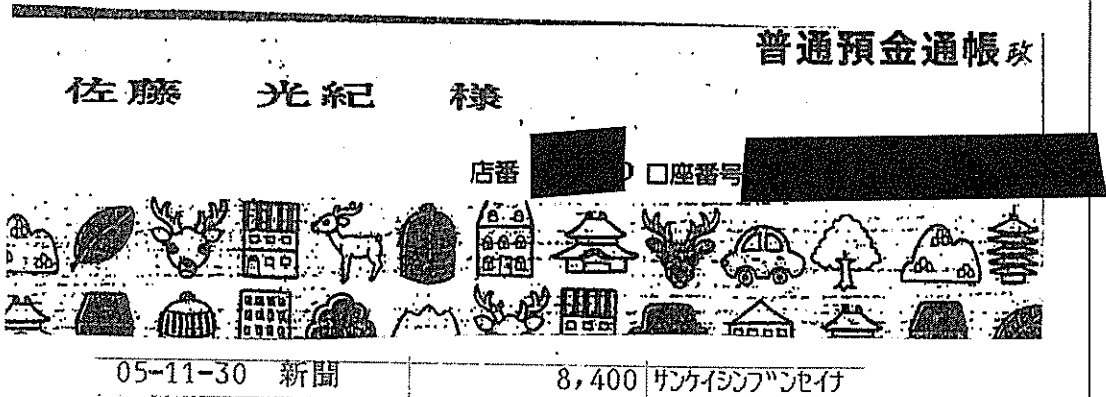 普通預金通帳 政
佐藤 光紀 様
店番 口座番号
05-11-30 新聞 8,400 サンケイシンブンセイナ